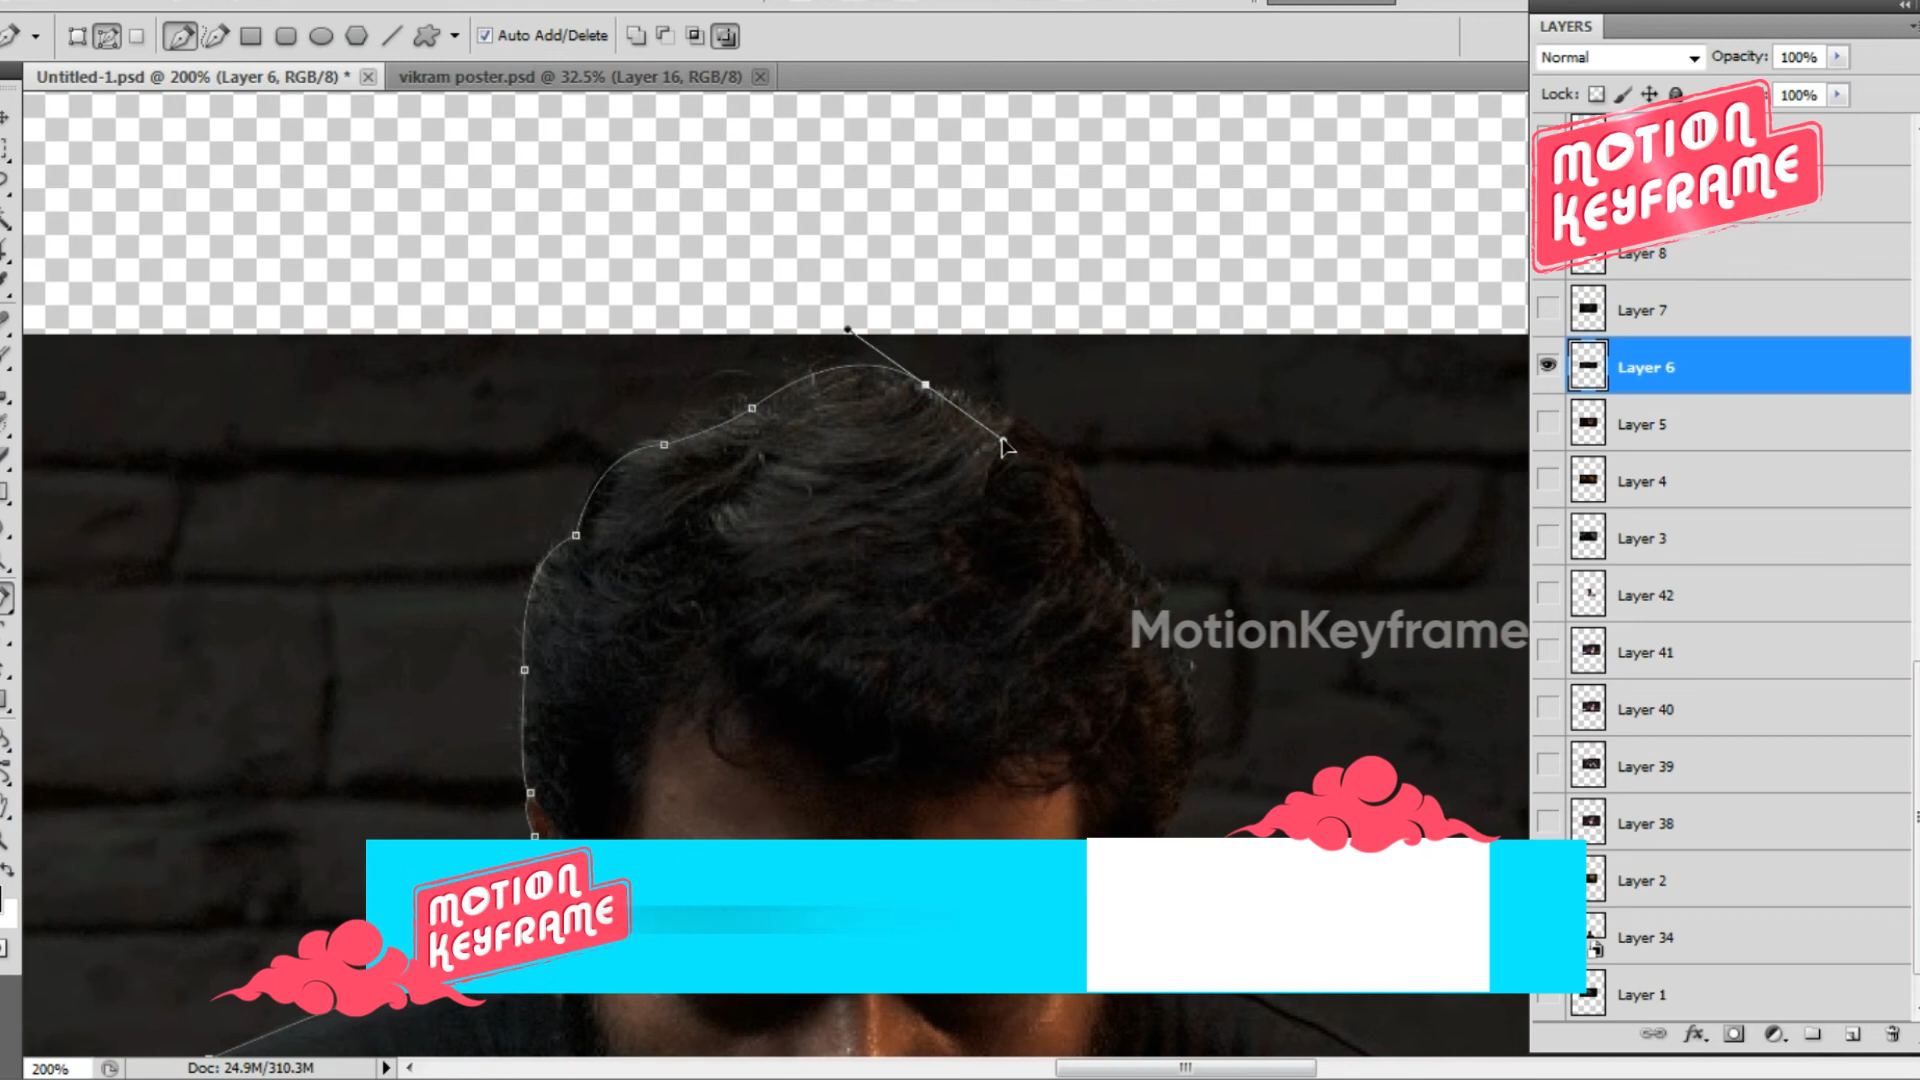 Auto Add/Delete
Untitled-1.psd @ 200% (Layer 6, RGB/8) *
vikram poster.psd @ 32.5% (Layer 16, RGB/8)
LAYERS
Normal
Opacity: 100%
Lock:
100%
MOTION
KEYFRAME
Layer 8
Layer 7
Layer 6
Layer 5
Layer 4
Layer 3
Layer 42
Layer 41
Layer 40
Layer 39
Layer 38
Layer 2
Layer 34
Layer 1
MotionKeyframe
MOTION
KEYFRAME
200%
Doc: 24.9M/310.3M
fx